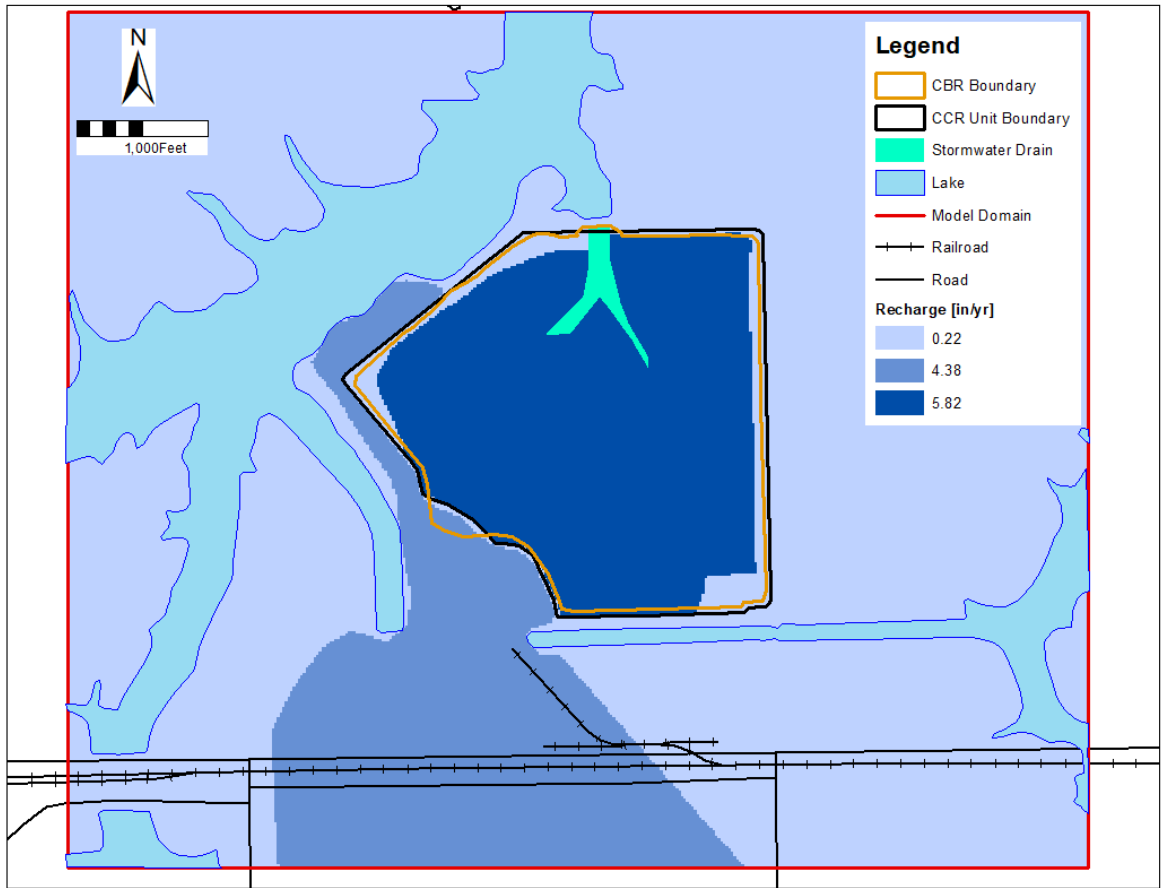 N
1,000Feet
Legend
CBR Boundary
CCR Unit Boundary
Stormwater Drain
Lake
Model Domain
Railroad
Road
Recharge [in/yr]
0.22
4.38
5.82